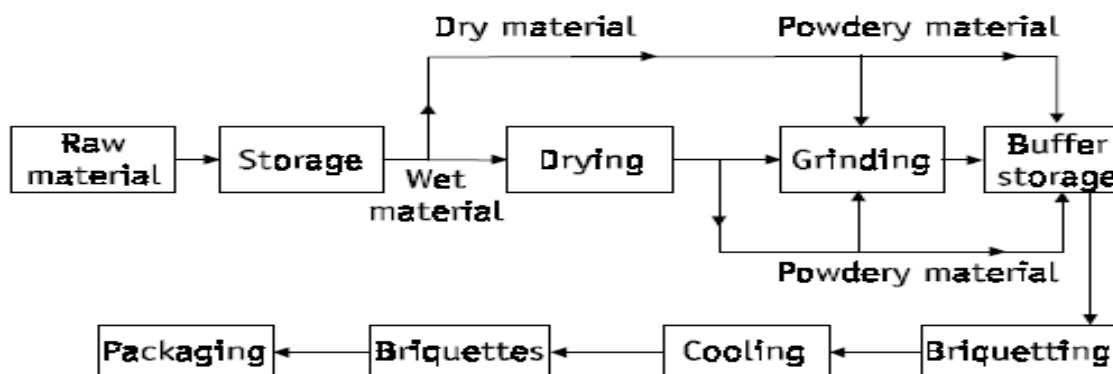 Dry material
Powdery material
Raw
material
Storage
Wet
material
Drying
Grinding
Buffer
storage
Powdery material
Packaging
Briquettes
Cooling
Briquetting